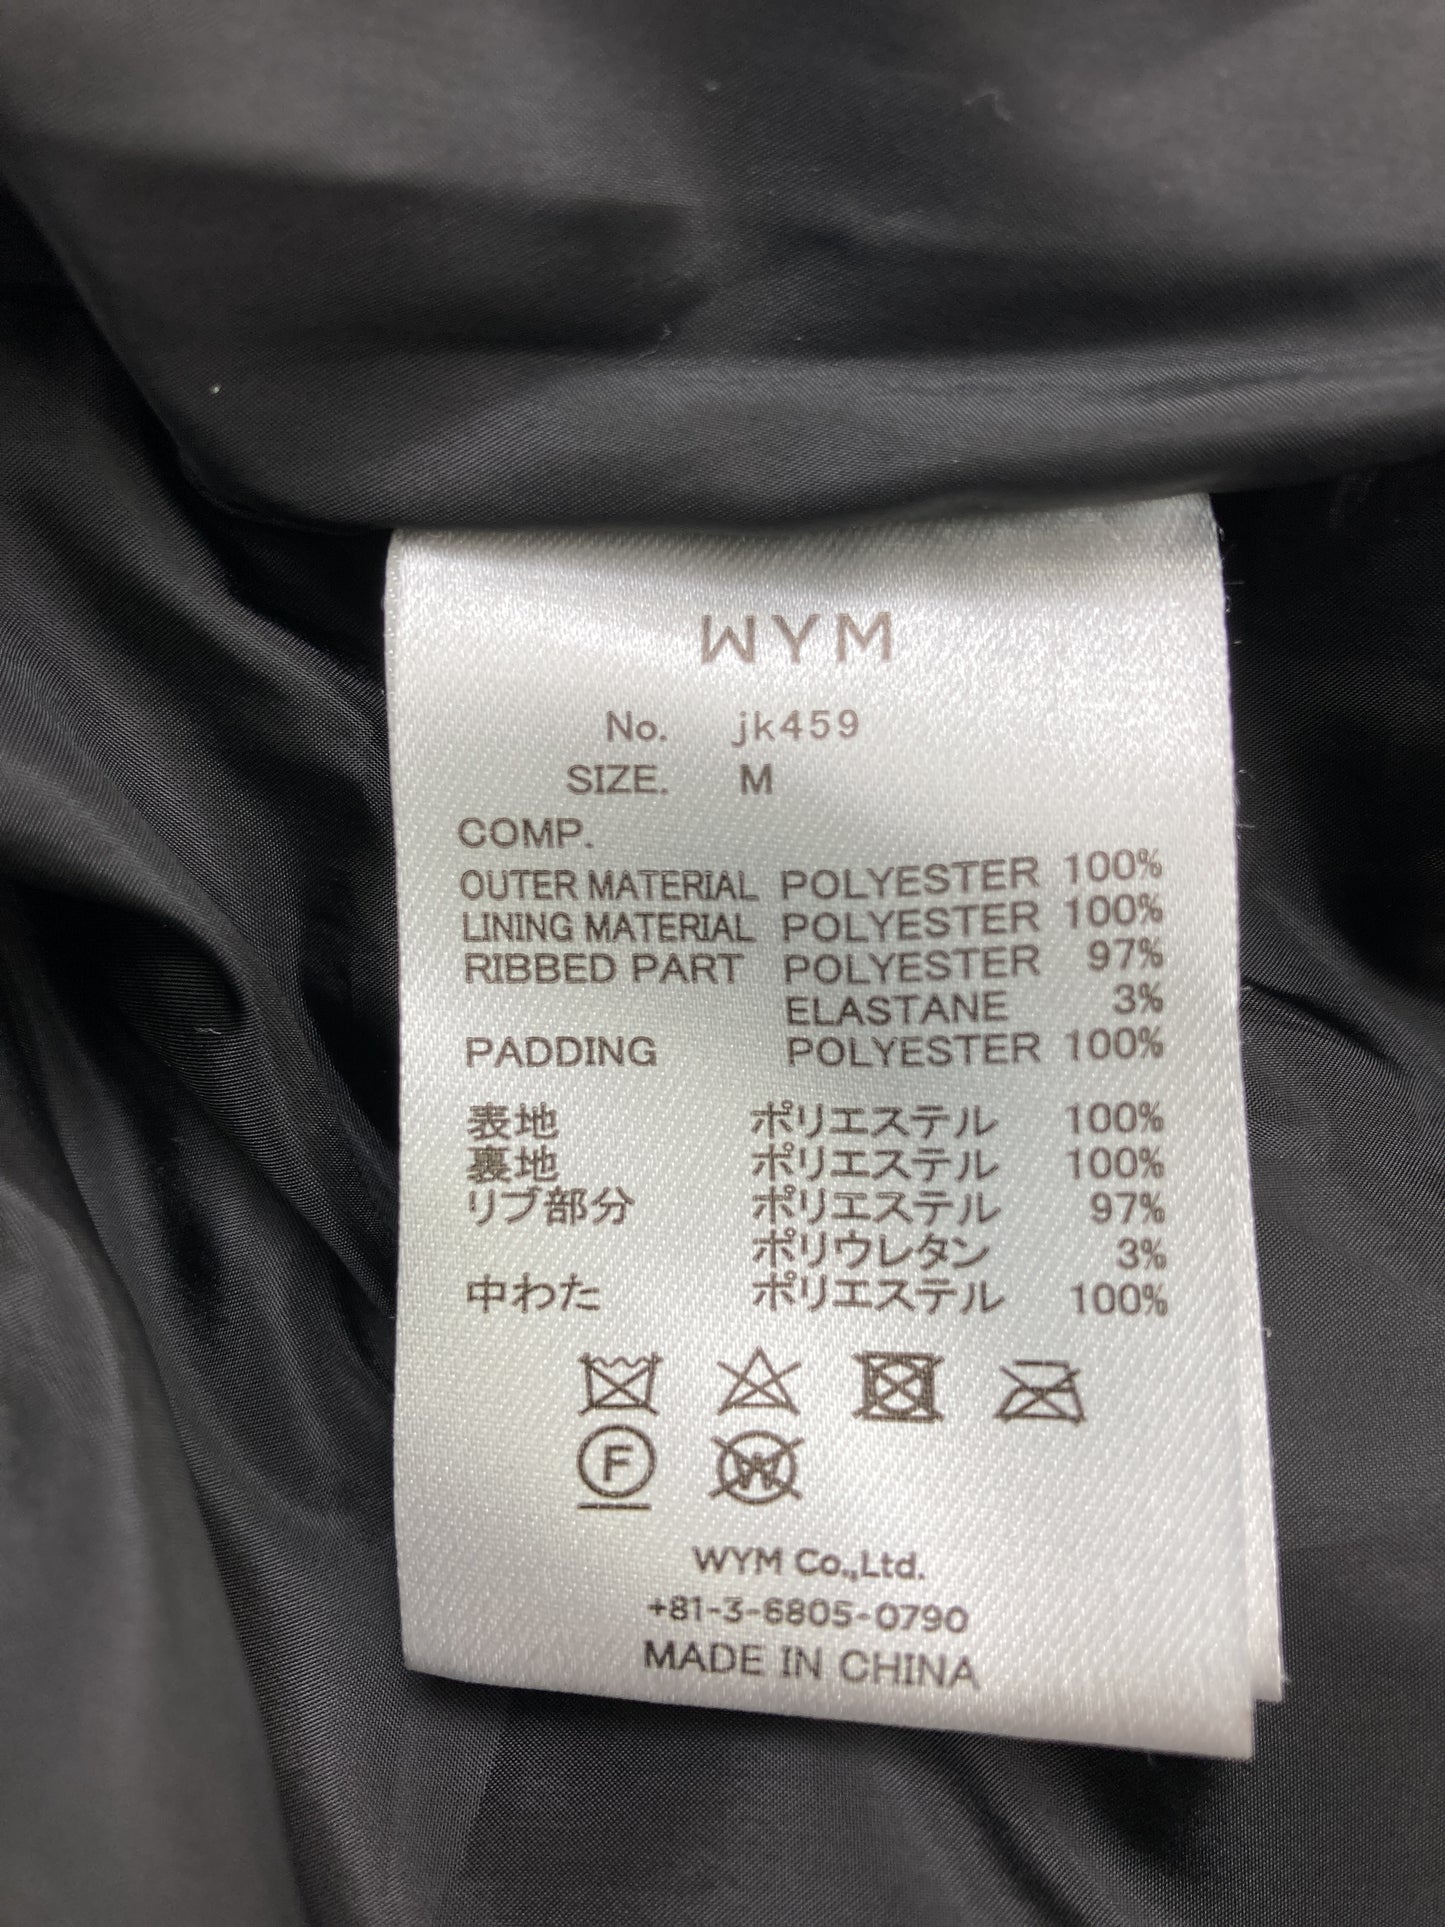 WYM
No. jk459
SIZE. M
COMP.
OUTER MATERIAL POLYESTER 100%
LINING MATERIAL POLYESTER 100%
RIBBED PART POLYESTER 97%
ELASTANE 3%
PADDING POLYESTER 100%
表地 ポリエステル 100%
裏地 ポリエステル 100%
リブ部分 ポリエステル 97%
ポリウレタン 3%
中わた ポリエステル 100%
F W
WYM Co.,Ltd.
+81-3-6805-0790
MADE IN CHINA